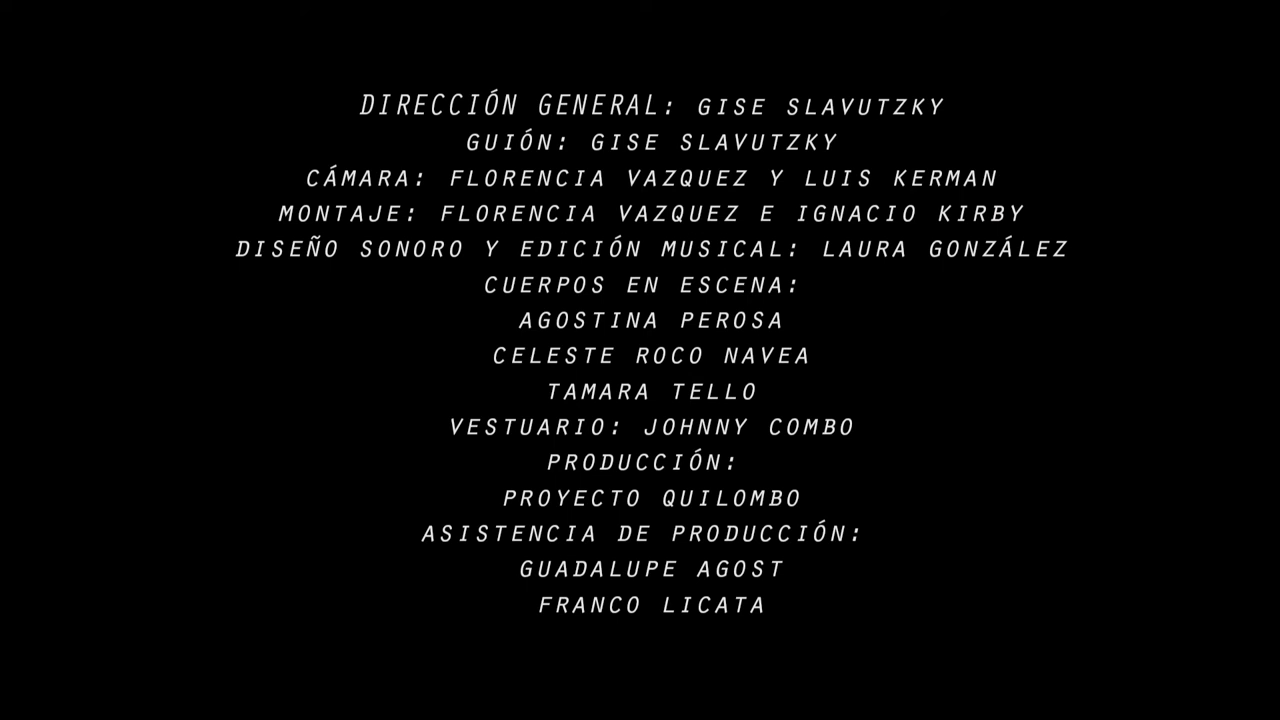 DIRECCIÓN GENERAL: GISE SLAVUTZKY
GUIÓN: GISE SLAVUTZKY
CÁMARA: FLORENCIA VAZQUEZ Y LUIS KERMAN
MONTAJE: FLORENCIA VAZQUEZ E IGNACIO KIRBY
DISEÑO SONORO Y EDICIÓN MUSICAL: LAURA GONZÁLEZ
CUERPOS EN ESCENA:
AGOSTINA PEROSA
CELESTE ROCO NAVEA
TAMARA TELLO
VESTUARIO: JOHNNY COMBO
PRODUCCIÓN:
PROYECTO QUILOMBO
ASISTENCIA DE PRODUCCIÓN:
GUADALUPE AGOST
FRANCO LICATA